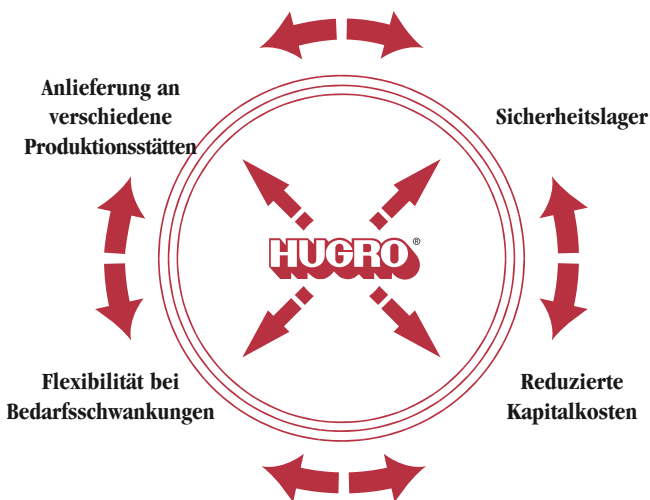 Anlieferung an
verschiedene
Produktionsstätten
Sicherheitslager
HUGRO®
Flexibilität bei
Bedarfsschwankungen
Reduzierte
Kapitalkosten